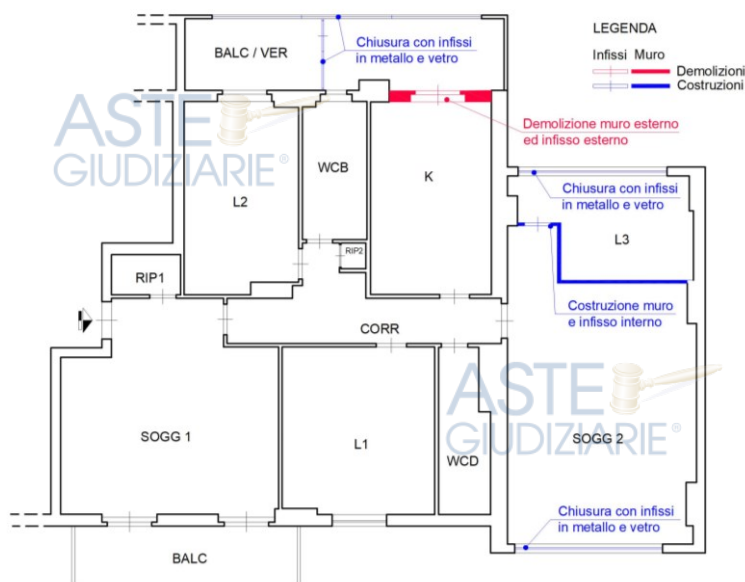 LEGENDA
Infissi Muro
Demolizioni
Costruzioni
BALC / VER
Chiusura con infissi
in metallo e vetro
Demolizione muro esterno
ed infisso esterno
ASTE
GIUDIZIARIE®
WCB
K
L2
Chiusura con infissi
in metallo e vetro
L3
RIP1
RIP2
Costruzione muro
e infisso interno
CORR
ASTE
GIUDIZIARIE®
SOGG 1
L1
WCD
SOGG 2
Chiusura con infissi
in metallo e vetro
BALC